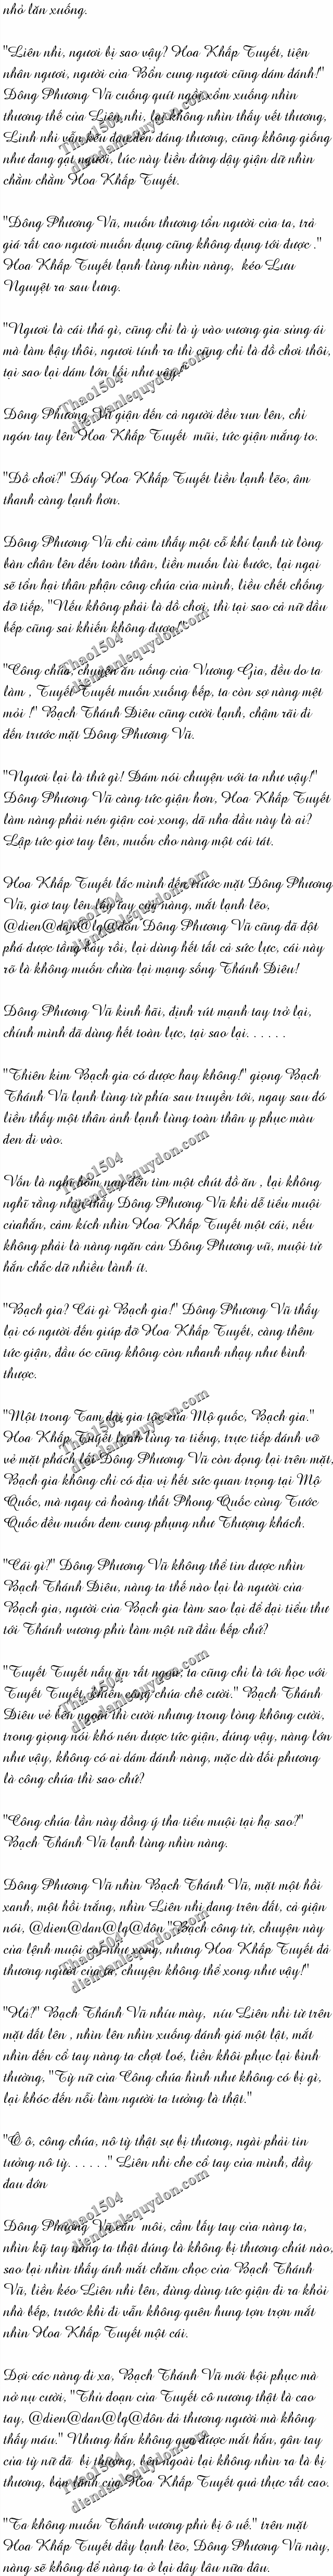 nhỏ lăn xuống.
"Liên nhi, ngươi bị sao vậy? Hoa Khấp Tuyết, tiện
nhân ngươi, người của Bổn cung ngươi cũng dám đánh!"
Đông Phương Vũ cuống quít ngồi xổm xuống nhìn
thương thế của Liên nhi, lại không nhìn thấy vết thương,
Linh nhi vẫn kêu đau đến đáng thương, cũng không giống
như đang gạt người, lúc này liền đứng dậy giận dữ nhìn
chằm chằm Hoa Khấp Tuyết.
"Đông Phương Vũ, muốn thương tổn người của ta, trả
giá rất cao ngươi muốn đụng cũng không đụng tới được ."
Hoa Khấp Tuyết lạnh lùng nhìn nàng, kéo Lưu
Nguyệt ra sau lưng.
"Ngươi là cái thá gì, cũng chỉ là ỷ vào vương gia sủng ái
mà làm bậy thôi, ngươi tính ra thì cũng chỉ là đồ chơi thôi,
tại sao lại dám lớn lối như vậy!"
Đông Phương Vũ giận đến cả người đều run lên, chỉ
ngón tay lên Hoa Khấp Tuyết mũi, tức giận mắng to.
"Đồ chơi?" Đáy Hoa Khấp Tuyết liền lạnh lẽo, âm
thanh càng lạnh hơn.
Đông Phương Vũ chỉ cảm thấy một cỗ khí lạnh từ lòng
bàn chân lên đến toàn thân, liền muốn lùi bước, lại ngại
sẽ tổn hại thân phận công chúa của mình, liền chết chống
đỡ tiếp, "Nếu không phải là đồ chơi, thì tại sao cả nữ đầu
bếp cũng sai khiến không được!"
"Công chúa, chuyện ăn uống của Vương Gia, đều do ta
làm , Tuyết Tuyết muốn xuống bếp, ta còn sợ nàng mệt
mỏi !" Bạch Thánh Diêu cũng cười lạnh, chậm rãi đi
đến trước mặt Đông Phương Vũ.
"Ngươi lại là thứ gì! Dám nói chuyện với ta như vậy!"
Đông Phương Vũ càng tức giận hơn, Hoa Khấp Tuyết
làm nàng phải nén giận coi xong, đã nha đầu này là ai?
Lập tức giơ tay lên, muốn cho nàng một cái tát.
Hoa Khấp Tuyết lắc mình đến trước mặt Đông Phương
Vũ, giơ tay lên lấy tay của nàng, mắt lạnh lẽo,
@dien@dan@lq@đôn Đông Phương Vũ cũng đã đột
phá được tầng bảy rồi, lại dùng hết tất cả sức lực, cái này
rõ là không muốn chừa lại mạng sống Thánh Diêu!
Đông Phương Vũ kinh hãi, định rút mạnh tay trở lại,
chính mình đã dùng hết toàn lực, tại sao lại. . . . . .
"Thiên kim Bạch gia có được hay không!" giọng Bạch
Thánh Vũ lạnh lùng từ phía sau truyền tới, ngay sau đó
liền thấy một thân ảnh lạnh lùng toàn thân y phục màu
đen đi vào.
Vốn là nghĩ hôm nay đến tìm một chút đồ ăn , lại không
nghĩ rằng nhìn thấy Đông Phương Vũ khi dễ tiểu muội
củahắn, cảm kích nhìn Hoa Khấp Tuyết một cái, nếu
không phải là nàng ngăn cản Đông Phương vũ, muội tử
hắn chắc dữ nhiều lành ít.
"Bạch gia? Cái gì Bạch gia!" Đông Phương Vũ thấy
lại có người đến giúp đỡ Hoa Khấp Tuyết, càng thêm
tức giận, đầu óc cũng không còn nhanh nhạy như bình
thường.
"Một trong Tam đại gia tộc của Mộ quốc, Bạch gia."
Hoa Khấp Tuyết lạnh lùng ra tiếng, trực tiếp đánh vỡ
vẻ mặt phách lối Đông Phương Vũ còn đọng lại trên mặt,
Bạch gia không chỉ có địa vị hết sức quan trọng tại Mộ
Quốc, mà ngay cả hoàng thất Phong Quốc cùng Tước
Quốc đều muốn đem cung phụng như Thượng khách.
"Cái gì?" Đông Phương Vũ không thể tin được nhìn
Bạch Thánh Diêu, nàng ta thế nào lại là người của
Bạch gia, người của Bạch gia làm sao lại để đại tiểu thư
tới Thánh vương phủ làm một nữ đầu bếp chứ?
"Tuyết Tuyết nấu ăn rất ngon, ta cũng chỉ là tới học với
Tuyết Tuyết, khiến công chúa chê cười." Bạch Thánh
Diêu vẻ bên ngoài thì cười nhưng trong lòng không cười,
trong giọng nói khó nén được tức giận, đúng vậy, nàng lớn
như vậy, không có ai dám đánh nàng, mặc dù đối phương
là công chúa thì sao chứ?
"Công chúa lần này đồng ý tha tiểu muội tại hạ sao?"
Bạch Thánh Vũ lạnh lùng nhìn nàng.
Đông Phương Vũ nhìn Bạch Thánh Vũ, mặt một hồi
xanh, một hồi trắng, nhìn Liên nhi đang trên đất, cả giận
nói, @dien@dan@lq@đôn "Bạch công tử, chuyện này
của lệnh muội coi như xong, nhưng Hoa Khấp Tuyết đả
thương người của ta, chuyện không thể xong như vậy!"
"Hả?" Bạch Thánh Vũ nhíu mày, níu Liên nhi từ trên
mặt đất lên , nhìn lên nhìn xuống đánh giá một lát, mắt
nhìn đến cổ tay nàng ta chợt loé, liền khôi phục lại bình
thường, "Tỳ nữ của Công chúa hình như không có bị gì,
lại khóc đến nỗi làm người ta tưởng là thật."
"Ô ô, công chúa, nô tỳ thật sự bị thương, ngài phải tin
tưởng nô tỳ. . . . . ." Liên nhi che cổ tay của mình, đầy
đau đớn
Đông Phương Vũ cắn môi, cầm lấy tay của nàng ta,
nhìn kỹ tay nàng ta thật đúng là không bị thương chút nào,
sao lại nhìn thấy ánh mắt châm chọc của Bạch Thánh
Vũ, liền kéo Liên nhi lên, đùng đùng tức giận đi ra khỏi
nhà bếp, trước khi đi vẫn không quên hung tợn trợn mắt
nhìn Hoa Khấp Tuyết một cái.
Đợi các nàng đi xa, Bạch Thánh Vũ mới bội phục mà
nở nụ cười, "Thủ đoạn của Tuyết cô nương thật là cao
tay, @dien@dan@lq@đôn đả thương người mà không
thấy máu." Nhưng hắn không qua được mắt hắn, gân tay
của tỳ nữ đã bị thương, bên ngoài lại không nhìn ra là bị
thương, bản lãnh của Hoa Khấp Tuyết quả thực rất cao.
"Ta không muốn Thánh vương phủ bị ô uế." trên mặt
Hoa Khấp Tuyết đầy lạnh lẽo, Đông Phương Vũ này,
nàng sẽ không để nàng ta ở lại đây lâu nữa đâu.